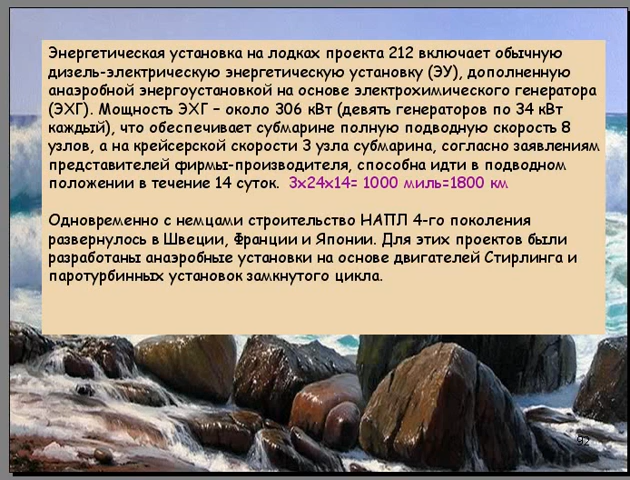 Энергетическая установка на лодках проекта 212 включает обычную
дизель-электрическую энергетическую установку (ЭУ), дополненную
анаэробной энергоустановкой на основе электрохимического генератора
(ЭХГ). Мощность ЭХГ – около 306 кВт (девять генераторов по 34 кВт
каждый), что обеспечивает субмарине полную подводную скорость 8
узлов, а на крейсерской скорости 3 узла субмарина, согласно заявлениям
представителей фирмы-производителя, способна идти в подводном
положении в течение 14 суток. 3х24х14= 1000 миль=1800 км
Одновременно с немцами строительство НАПЛ 4-го поколения
развернулось в Швеции, Франции и Японии. Для этих проектов были
разработаны анаэробные установки на основе двигателей Стирлинга и
паротурбинных установок замкнутого цикла.
92